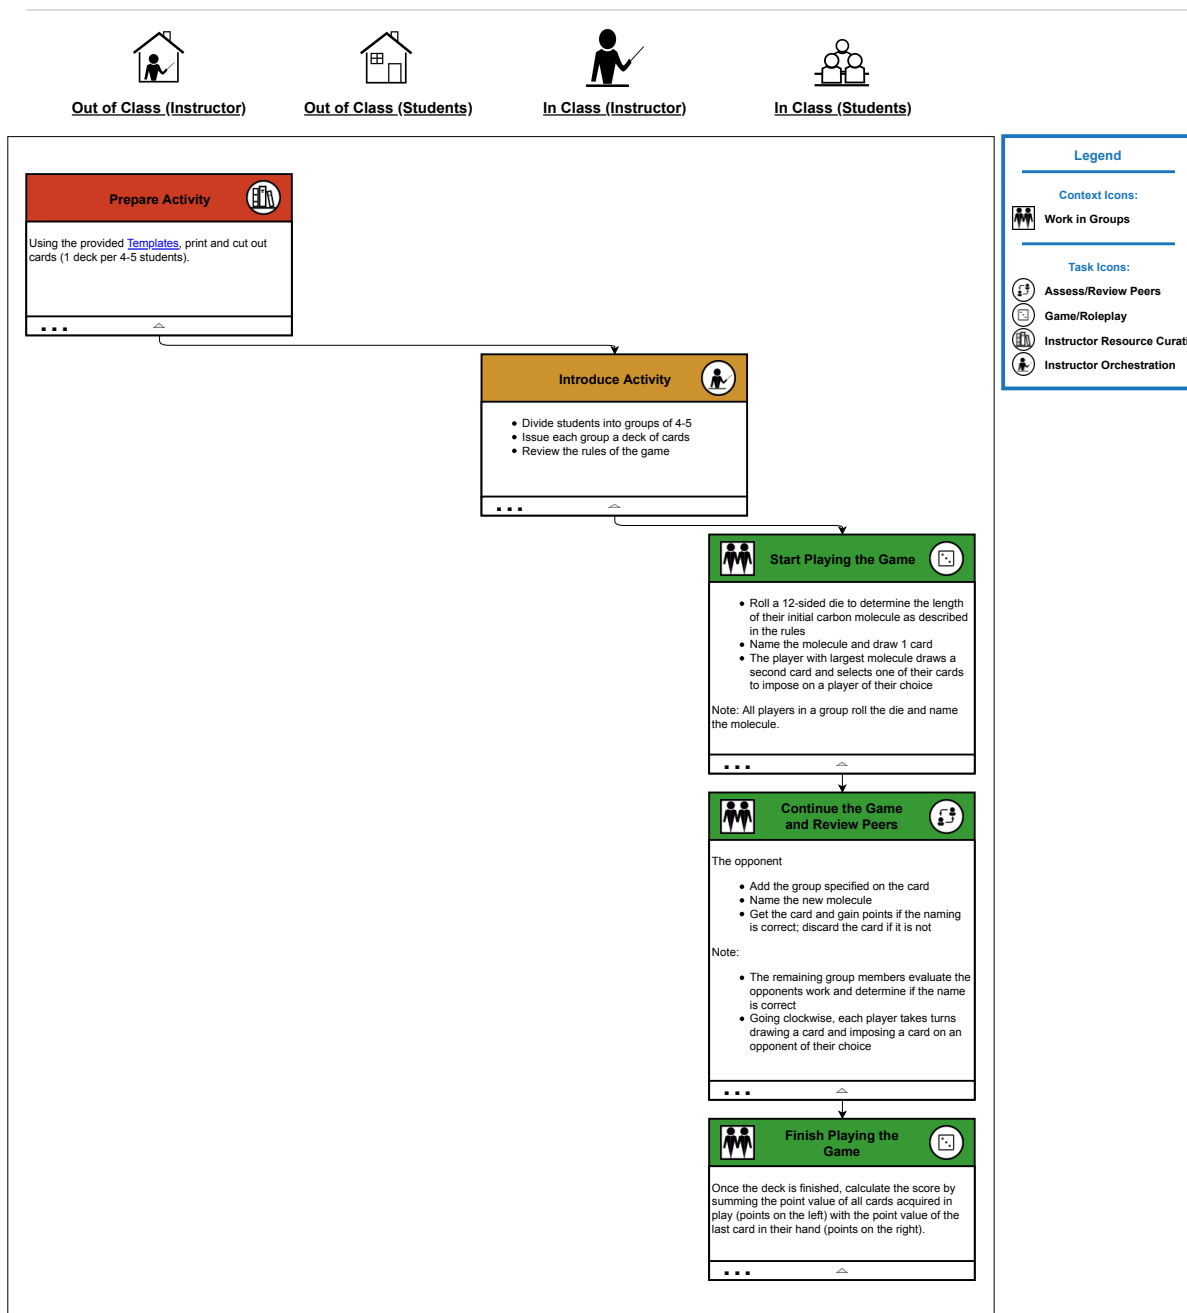 Out of Class (Instructor)
Out of Class (Students)
In Class (Instructor)
In Class (Students)
Prepare Activity
Using the provided Templates, print and cut out
cards (1 deck per 4-5 students).
Introduce Activity
Divide students into groups of 4-5
Issue each group a deck of cards
Review the rules of the game
Start Playing the Game
Roll a 12-sided die to determine the length
of their initial carbon molecule as described
in the rules
Name the molecule and draw 1 card
The player with largest molecule draws a
second card and selects one of their cards
to impose on a player of their choice
Note: All players in a group roll the die and name
the molecule.
Continue the Game
and Review Peers
The opponent
Add the group specified on the card
Name the new molecule
Get the card and gain points if the naming
is correct; discard the card if it is not
Note:
The remaining group members evaluate the
opponents work and determine if the name
is correct
Going clockwise, each player takes turns
drawing a card and imposing a card on an
opponent of their choice
Finish Playing the
Game
Once the deck is finished, calculate the score by
summing the point value of all cards acquired in
play (points on the left) with the point value of the
last card in their hand (points on the right).
Legend
Context Icons:
Work in Groups
Task Icons:
Assess/Review Peers
Game/Roleplay
Instructor Resource Curati
Instructor Orchestration